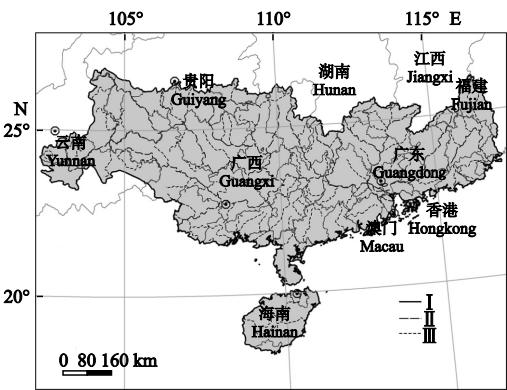 105°
110°
115° E
N
25°
20°
贵阳
Guiyang
湖南
Hunan
江西
Jiangxi
福建
Fujian
云南
Yunnan
广西
Guangxi
广东
Guangdong
澳门
Macau
香港
Hongkong
海南
Hainan
I
II
III
0 80 160 km